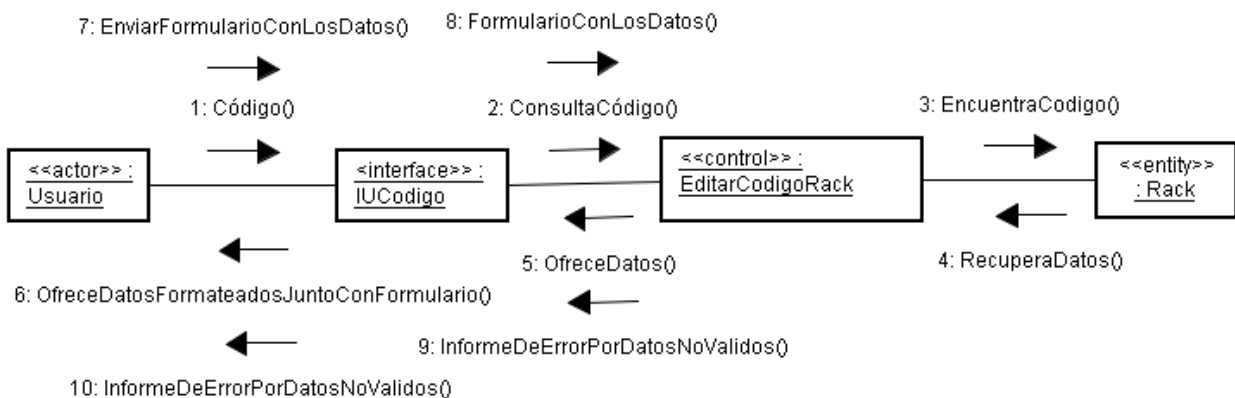 7: EnviarFormularioConLosDatos()
8: FormularioConLosDatos()
1: Código()
2: ConsultaCódigo()
3: EncuentraCodigo()
<<actor>> :
Usuario
<interface>> :
IUCodigo
<<control>> :
EditarCodigoRack
<<entity>>
: Rack
5: OfreceDatos()
4: RecuperaDatos()
6: OfreceDatosFormateadosJuntoConFormulario()
9: InformeDeErrorPorDatosNoValidos()
10: InformeDeErrorPorDatosNoValidos()